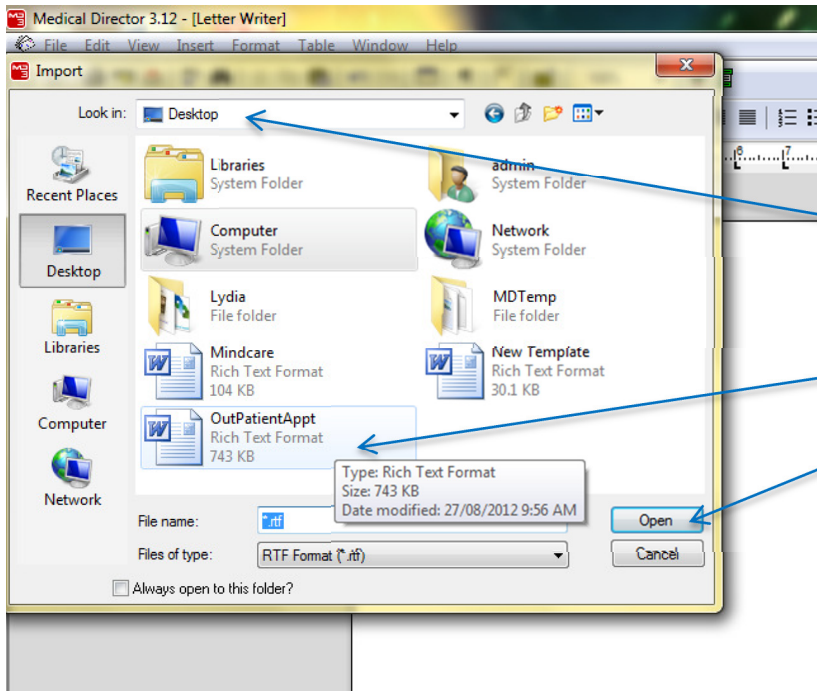 Medical Director 3.12 - [Letter Writer]
File Edit View Insert Format Table Window Help
Import
Look in: Desktop
Recent Places
Desktop
Libraries
Computer
Network
Libraries
System Folder
admin
System Folder
Computer
System Folder
Network
System Folder
Lydia
File folder
MDTemp
File folder
Mindcare
Rich Text Format
104 KB
New Template
Rich Text Format
30.1 KB
OutPatientAppt
Rich Text Format
743 KB
Type: Rich Text Format
Size: 743 KB
Date modified: 27/08/2012 9:56 AM
File name: *.rtf
Open
Files of type: RTF Format (*.rtf)
Cancel
Always open to this folder?
6 7